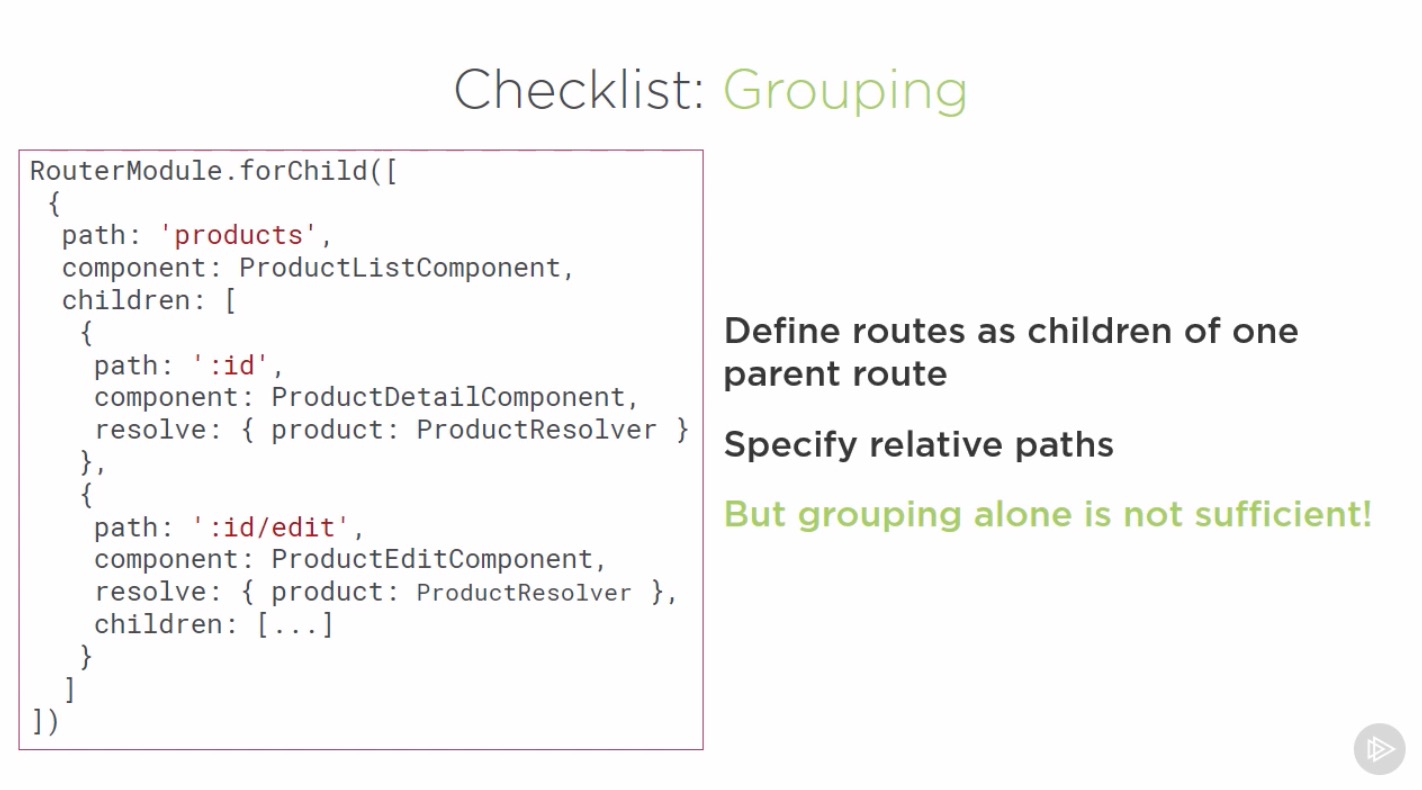 Checklist: Grouping
RouterModule.forChild([
{
path: 'products',
component: ProductListComponent,
children: [
{
path: ':id',
component: ProductDetailComponent,
resolve: { product: ProductResolver }
},
{
path: ':id/edit',
component: ProductEditComponent,
resolve: { product: ProductResolver },
children: [...]
}
]
])
Define routes as children of one
parent route
Specify relative paths
But grouping alone is not sufficient!